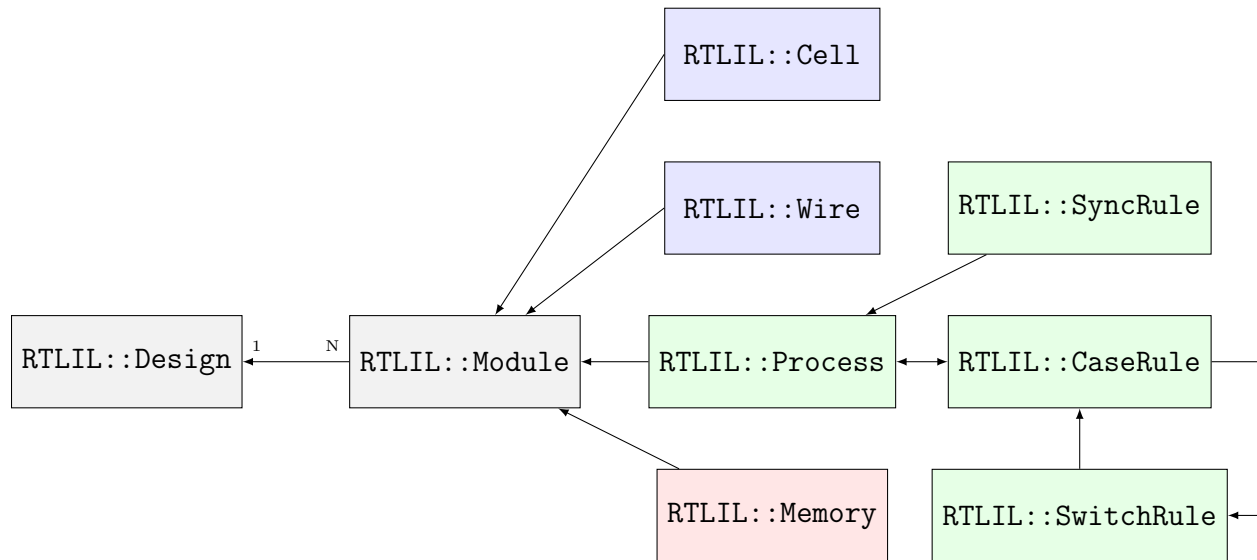 RTLIL::Cell
RTLIL::Wire
RTLIL::SyncRule
RTLIL::Design
1
N
RTLIL::Module
RTLIL::Process
RTLIL::CaseRule
RTLIL::Memory
RTLIL::SwitchRule